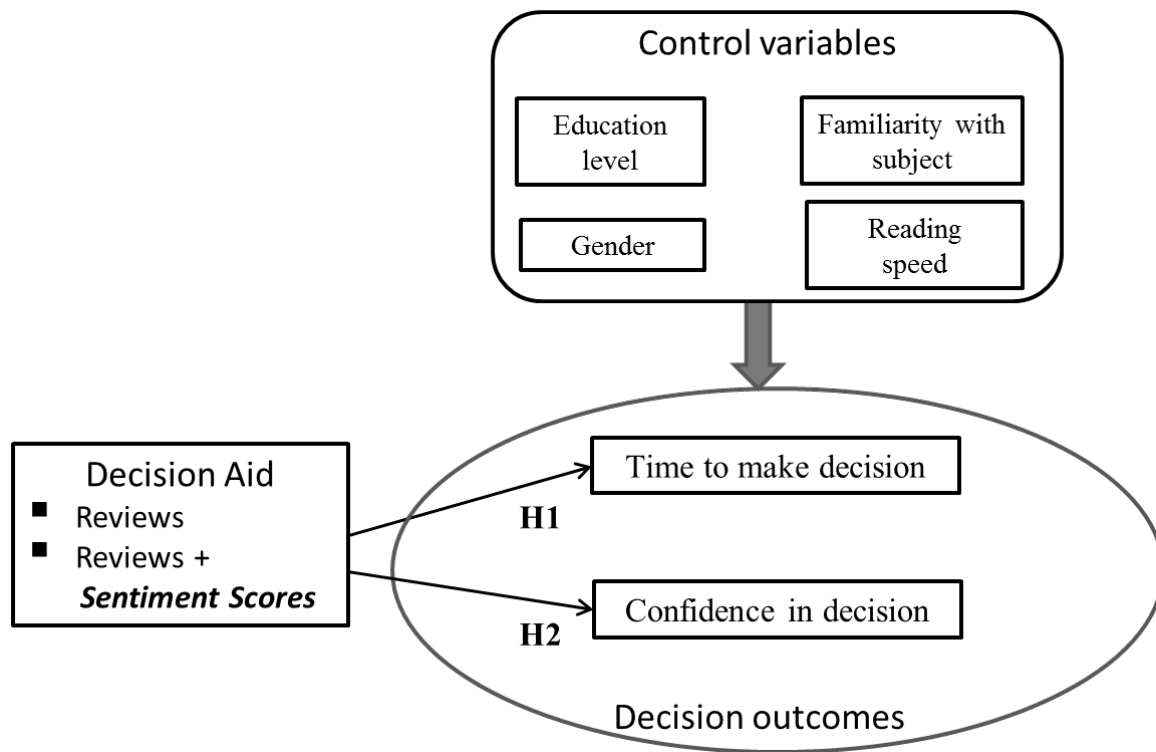 Control variables
Education
level
Familiarity with
subject
Gender
Reading
speed
Decision Aid
▪ Reviews
▪ Reviews +
Sentiment Scores
H1
Time to make decision
H2
Confidence in decision
Decision outcomes